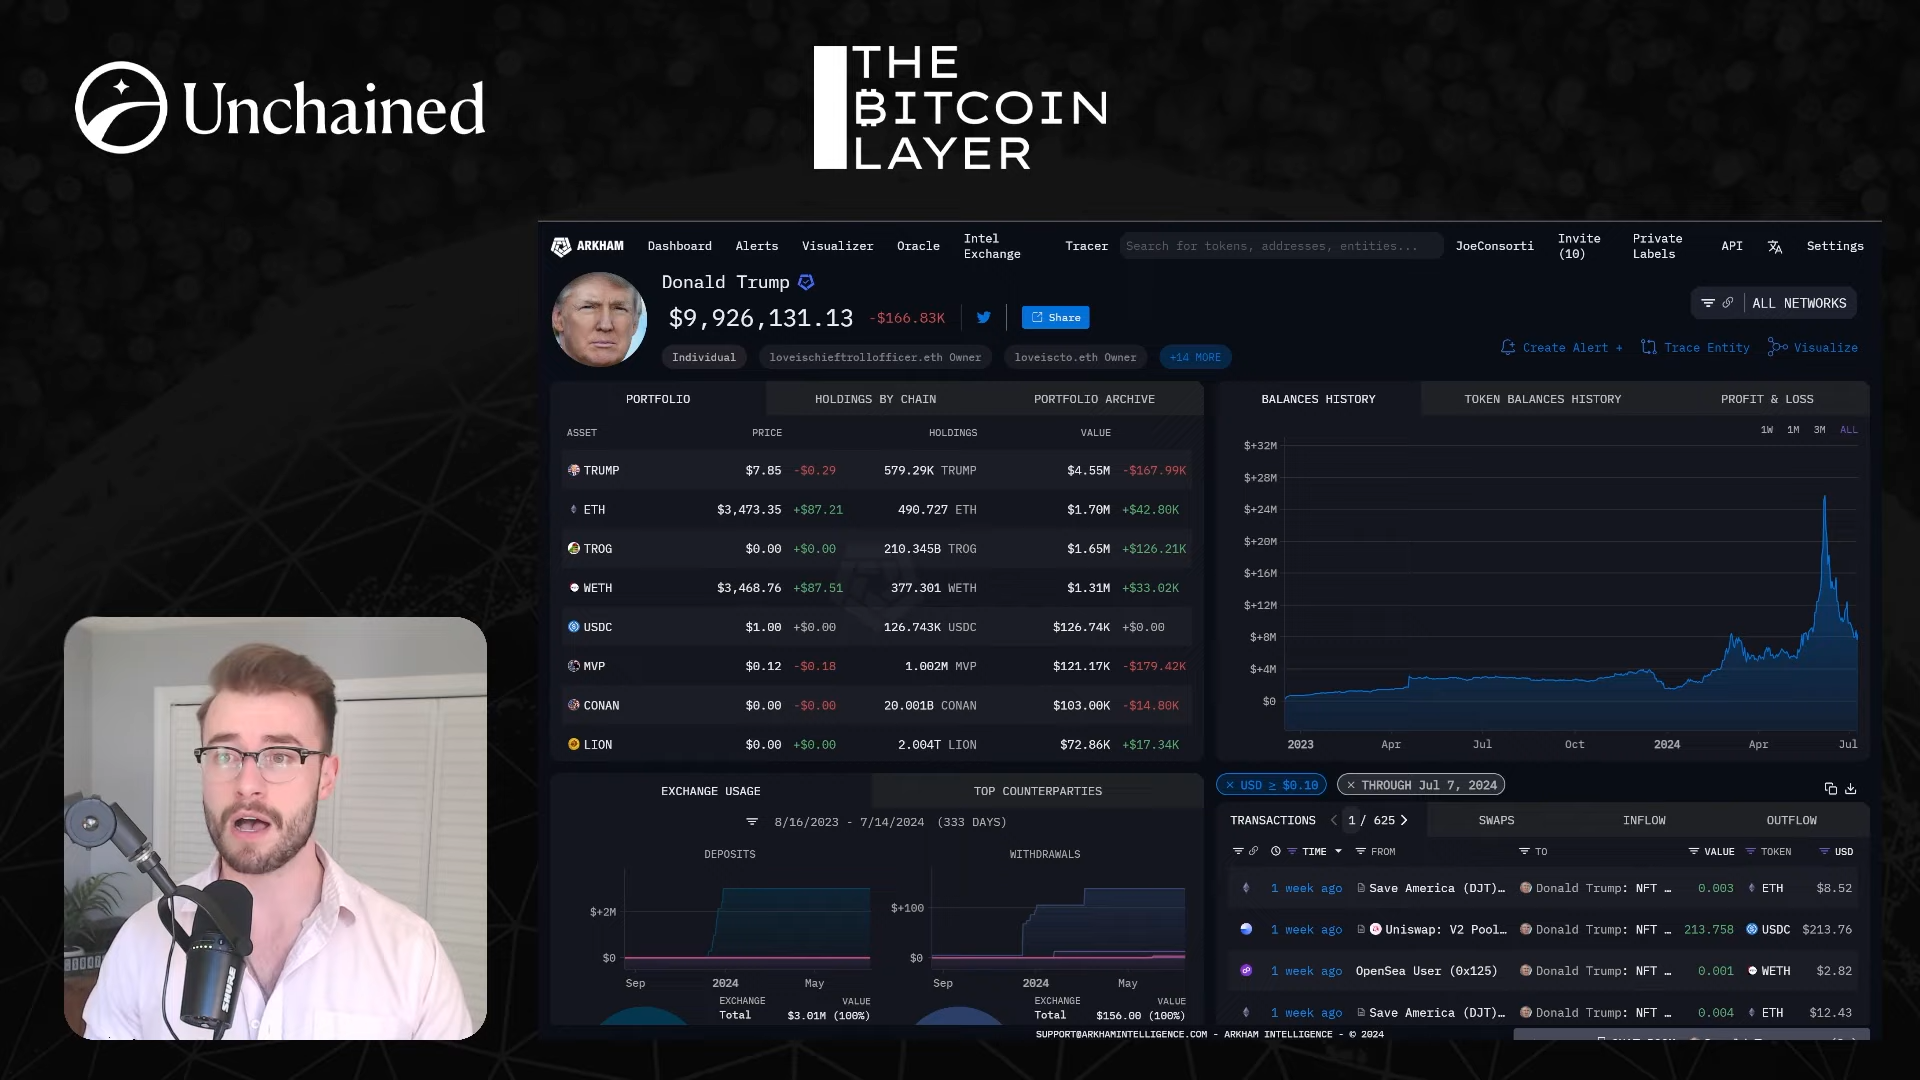 Unchained
THE
BITCOIN
LAYER
ARKHAM Dashboard Alerts Visualizer Oracle Intel Exchange Tracer Search for tokens, addresses, entities... JoeConsorti Invite (10) Private Labels API Settings
Donald Trump
$9,926,131.13 -$166.83K Share
ALL NETWORKS
Individual loveischieftrollofficer.eth Owner loveiscto.eth Owner +14 MORE
Create Alert + Trace Entity Visualize
PORTFOLIO HOLDINGS BY CHAIN PORTFOLIO ARCHIVE
ASSET PRICE HOLDINGS VALUE
TRUMP $7.85 -$0.29 579.29K TRUMP $4.55M -$167.99K
ETH $3,473.35 +$87.21 490.727 ETH $1.70M +$42.80K
TROG $0.00 +$0.00 210.345B TROG $1.65M +$126.21K
WETH $3,468.76 +$87.51 377.301 WETH $1.31M +$33.02K
USDC $1.00 +$0.00 126.743K USDC $126.74K +$0.00
MVP $0.12 -$0.18 1.002M MVP $121.17K -$179.42K
CONAN $0.00 -$0.00 20.001B CONAN $103.00K -$14.80K
LION $0.00 +$0.00 2.004T LION $72.86K +$17.34K
BALANCES HISTORY TOKEN BALANCES HISTORY PROFIT & LOSS
1W 1M 3M ALL
$+32M
$+28M
$+24M
$+20M
$+16M
$+12M
$+8M
$+4M
$0
2023 Apr Jul Oct 2024 Apr Jul
EXCHANGE USAGE TOP COUNTERPARTIES
8/16/2023 - 7/14/2024 (333 DAYS)
DEPOSITS WITHDRAWALS
$+2M $+100
$0 $0
Sep 2024 May Sep 2024 May
EXCHANGE VALUE EXCHANGE VALUE
Total $3.01M (100%) Total $156.00 (100%)
× USD ≥ $0.10 × THROUGH Jul 7, 2024
TRANSACTIONS 1 / 625 SWAPS INFLOW OUTFLOW
TIME FROM TO VALUE TOKEN USD
1 week ago Save America (DJT)… Donald Trump: NFT … 0.003 ETH $8.52
1 week ago Uniswap: V2 Pool… Donald Trump: NFT … 213.758 USDC $213.76
1 week ago OpenSea User (0x125) Donald Trump: NFT … 0.001 WETH $2.82
1 week ago Save America (DJT)… Donald Trump: NFT … 0.004 ETH $12.43
SUPPORT@ARKHAMINTELLIGENCE.COM - ARKHAM INTELLIGENCE - © 2024
SHURE